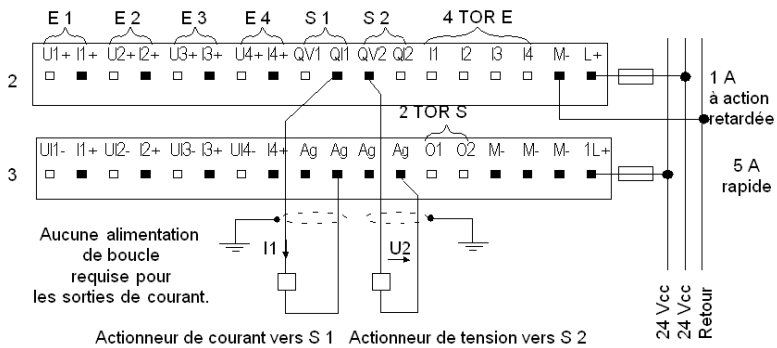 E 1 E 2 E 3 E 4 S 1 S 2 4 TOR E
U1+ I1+ U2+ I2+ U3+ I3+ U4+ I4+ QV1 QI1 QV2 QI2 I1 I2 I3 I4 M- L+
2
1 A
à action
retardée
2 TOR S
UI1- I1+ UI2- I2+ UI3- I3+ UI4- I4+ Ag Ag Ag Ag O1 O2 M- M- M- 1L+
3
5 A
rapide
Aucune alimentation
de boucle
requise pour
les sorties de courant.
I1
U2
24 Vcc
24 Vcc
Retour
Actionneur de courant vers S 1 Actionneur de tension vers S 2